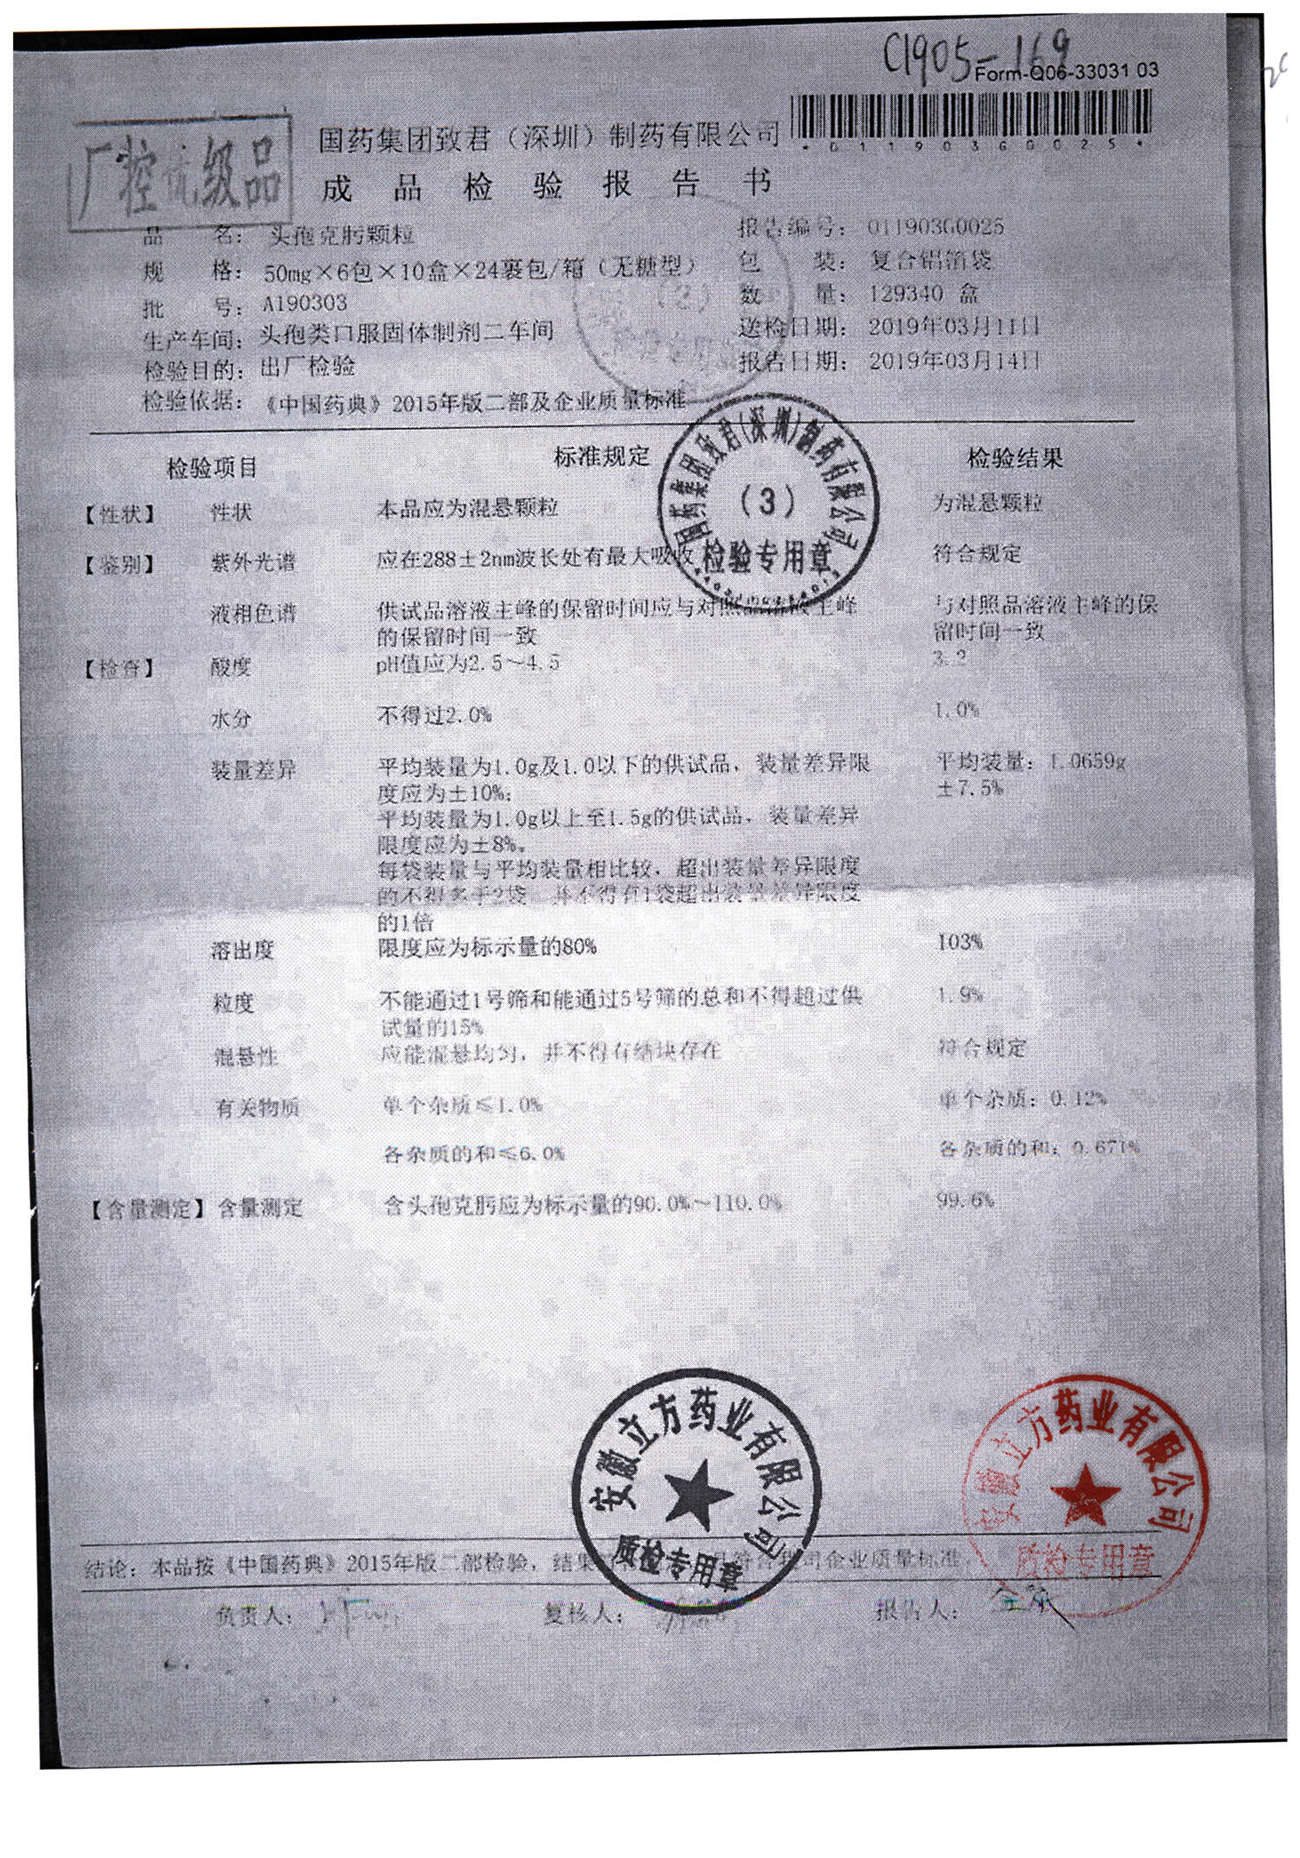 C1905-169
Form-Q06-33031 03
*011903G0025*
厂控优级品
国药集团致君（深圳）制药有限公司
成品检验报告书
品 名： 头孢克肟颗粒 报告编号： 011903G0025
规 格： 50mg×6包×10盒×24裹包/箱（无糖型） 包 装： 复合铝箔袋
批 号： A190303 数 量： 129340 盒
生产车间： 头孢类口服固体制剂二车间 送检日期： 2019年03月11日
检验目的： 出厂检验 报告日期： 2019年03月14日
检验依据： 《中国药典》2015年版二部及企业质量标准
检验项目 标准规定 检验结果
【性状】 性状 本品应为混悬颗粒 为混悬颗粒
【鉴别】 紫外光谱 应在288±2nm波长处有最大吸收 符合规定
液相色谱 供试品溶液主峰的保留时间应与对照品溶液主峰 与对照品溶液主峰的保
的保留时间一致 留时间一致
【检查】 酸度 pH值应为2.5～4.5 3.2
水分 不得过2.0% 1.0%
装量差异 平均装量为1.0g及1.0以下的供试品，装量差异限 平均装量：1.0659g
度应为±10%； ±7.5%
平均装量为1.0g以上至1.5g的供试品，装量差异
限度应为±8%。
每袋装量与平均装量相比较，超出装量差异限度
的不得多于2袋，并不得有1袋超出装量差异限度
的1倍
溶出度 限度应为标示量的80% 103%
粒度 不能通过1号筛和能通过5号筛的总和不得超过供 1.9%
试量的15%
混悬性 应能混悬均匀，并不得有结块存在 符合规定
有关物质 单个杂质≤1.0% 单个杂质：0.12%
各杂质的和≤6.0% 各杂质的和：0.671%
【含量测定】 含量测定 含头孢克肟应为标示量的90.0%～110.0% 99.6%
国药集团致君(深圳)制药有限公司
(3)
检验专用章
安徽立方药业有限公司
质检专用章
安徽立方药业有限公司
质检专用章
结论：本品按《中国药典》2015年版二部检验，结果 司企业质量标准
负责人： 复核人： 报告人：